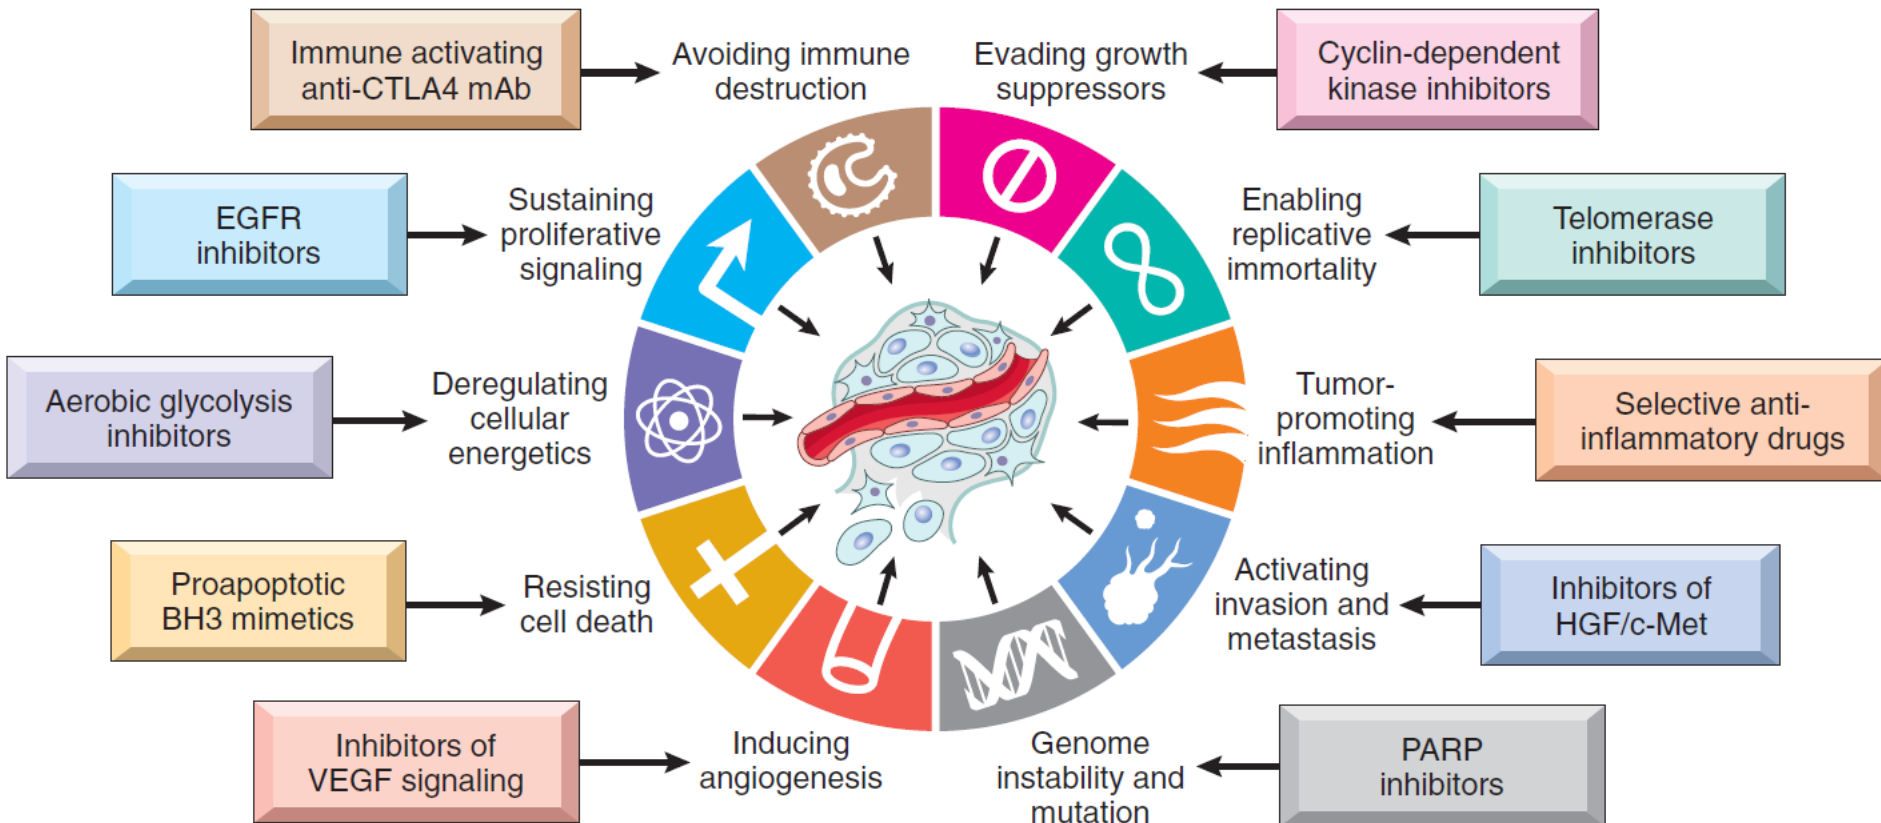 Immune activating
anti-CTLA4 mAb
Avoiding immune
destruction
Evading growth
suppressors
Cyclin-dependent
kinase inhibitors
EGFR
inhibitors
Sustaining
proliferative
signaling
Enabling
replicative
immortality
Telomerase
inhibitors
Aerobic glycolysis
inhibitors
Deregulating
cellular
energetics
Tumor-
promoting
inflammation
Selective anti-
inflammatory drugs
Proapoptotic
BH3 mimetics
Resisting
cell death
Activating
invasion and
metastasis
Inhibitors of
HGF/c-Met
Inhibitors of
VEGF signaling
Inducing
angiogenesis
Genome
instability and
mutation
PARP
inhibitors